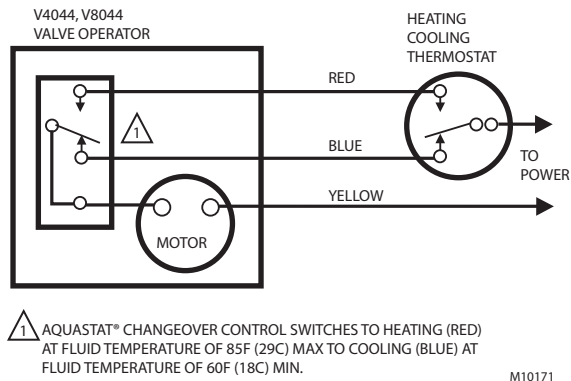 V4044, V8044
VALVE OPERATOR
HEATING
COOLING
THERMOSTAT
RED
1
BLUE
TO
POWER
YELLOW
MOTOR
1 AQUASTAT® CHANGEOVER CONTROL SWITCHES TO HEATING (RED)
AT FLUID TEMPERATURE OF 85F (29C) MAX TO COOLING (BLUE) AT
FLUID TEMPERATURE OF 60F (18C) MIN.
M10171